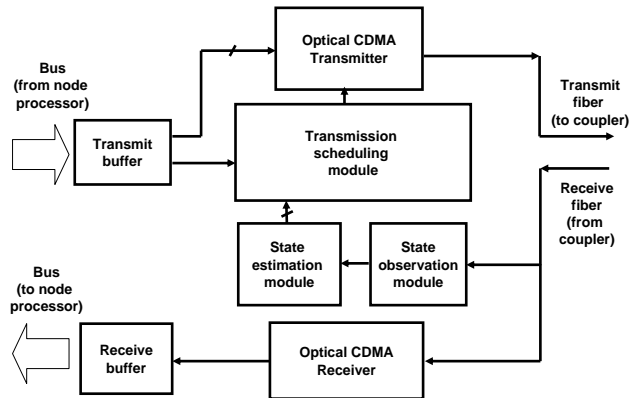 Optical CDMA
Transmitter
Bus
(from node
processor)
Transmit
fiber
(to coupler)
Transmit
buffer
Transmission
scheduling
module
Receive
fiber
(from
coupler)
State
estimation
module
State
observation
module
Bus
(to node
processor)
Receive
buffer
Optical CDMA
Receiver